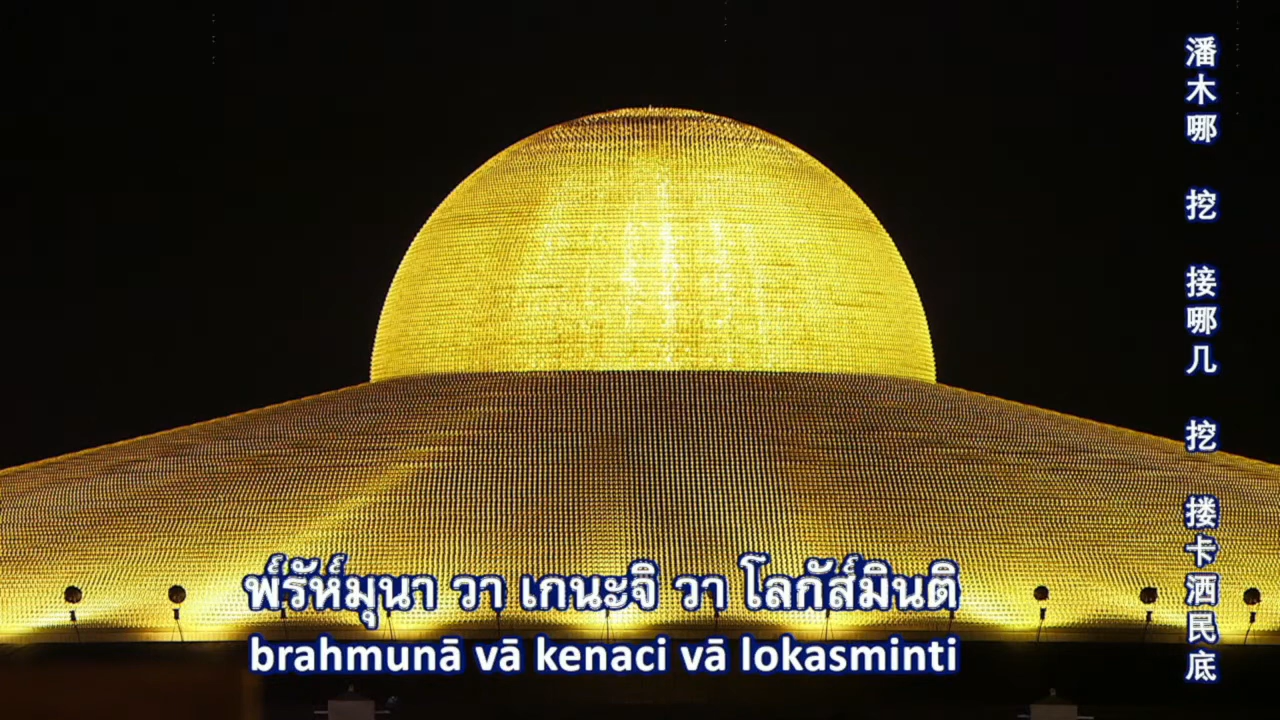 潘木哪 挖 接哪几 挖 搂卡洒民底
พ๎รัห๎มุนา วา เกนะจิ วา โลกัส๎มินติ
brahmunā vā kenaci vā lokasminti